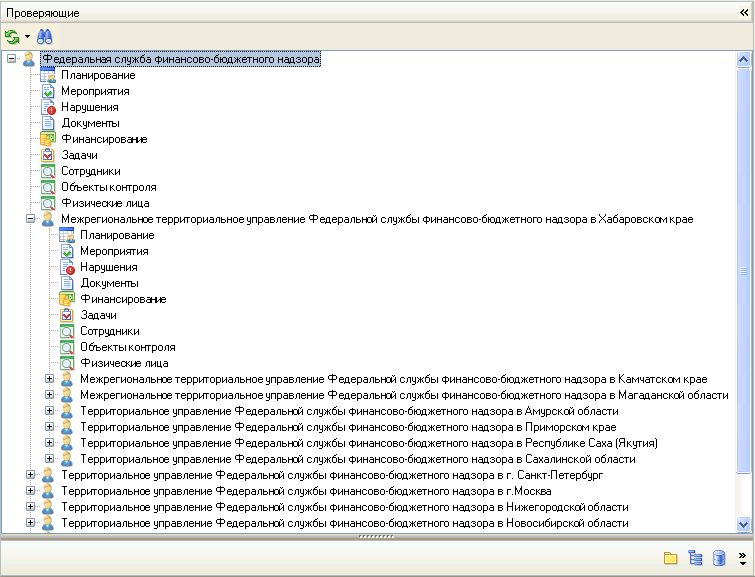 Проверяющие
Федеральная служба финансово-бюджетного надзора
Планирование
Мероприятия
Нарушения
Документы
Финансирование
Задачи
Сотрудники
Объекты контроля
Физические лица
Межрегиональное территориальное управление Федеральной службы финансово-бюджетного надзора в Хабаровском крае
Планирование
Мероприятия
Нарушения
Документы
Финансирование
Задачи
Сотрудники
Объекты контроля
Физические лица
Межрегиональное территориальное управление Федеральной службы финансово-бюджетного надзора в Камчатском крае
Межрегиональное территориальное управление Федеральной службы финансово-бюджетного надзора в Магаданской области
Территориальное управление Федеральной службы финансово-бюджетного надзора в Амурской области
Территориальное управление Федеральной службы финансово-бюджетного надзора в Приморском крае
Территориальное управление Федеральной службы финансово-бюджетного надзора в Республике Саха (Якутия)
Территориальное управление Федеральной службы финансово-бюджетного надзора в Сахалинской области
Территориальное управление Федеральной службы финансово-бюджетного надзора в г. Санкт-Петербург
Территориальное управление Федеральной службы финансово-бюджетного надзора в г.Москва
Территориальное управление Федеральной службы финансово-бюджетного надзора в Нижегородской области
Территориальное управление Федеральной службы финансово-бюджетного надзора в Новосибирской области